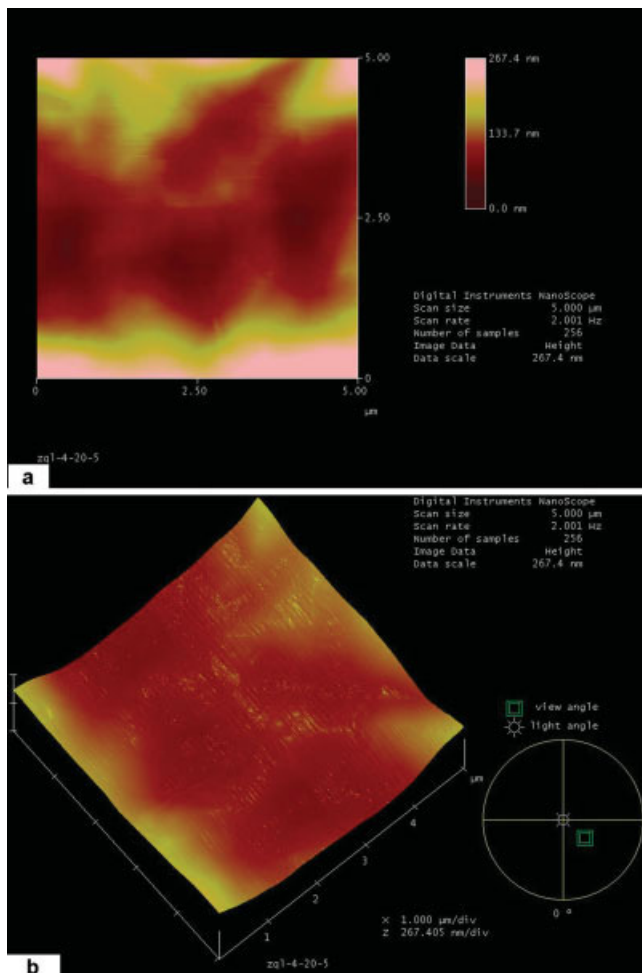 5.00
267.4 nm
133.7 nm
0.0 nm
2.50
Digital Instruments NanoScope
Scan size 5.000 µm
Scan rate 2.001 Hz
Number of samples 256
Image Data Height
Data scale 267.4 nm
0
0 2.50 5.00
µm
zq1-4-20-5
a
Digital Instruments NanoScope
Scan size 5.000 µm
Scan rate 2.001 Hz
Number of samples 256
Image Data Height
Data scale 267.4 nm
view angle
light angle
µm
4
3
2
1
0 °
X 1.000 µm/div
Z 267.405 nm/div
zq1-4-20-5
b